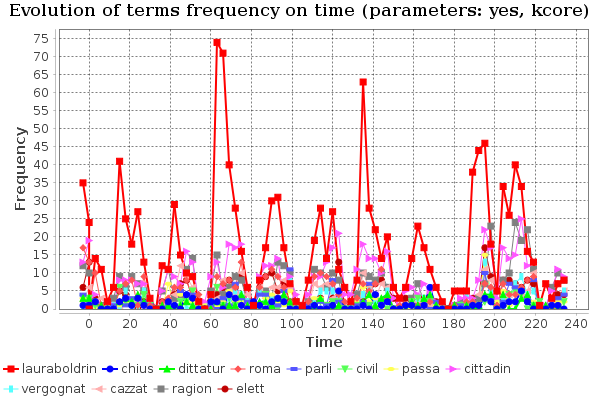 Evolution of terms frequency on time (parameters: yes, kcore)
75
70
65
60
55
50
45
40
35
30
25
20
15
10
5
0
Frequency
0 20 40 60 80 100 120 140 160 180 200 220 240
Time
lauraboldrin chius dittatur roma parli civil passa cittadin
vergognat cazzat ragion elett